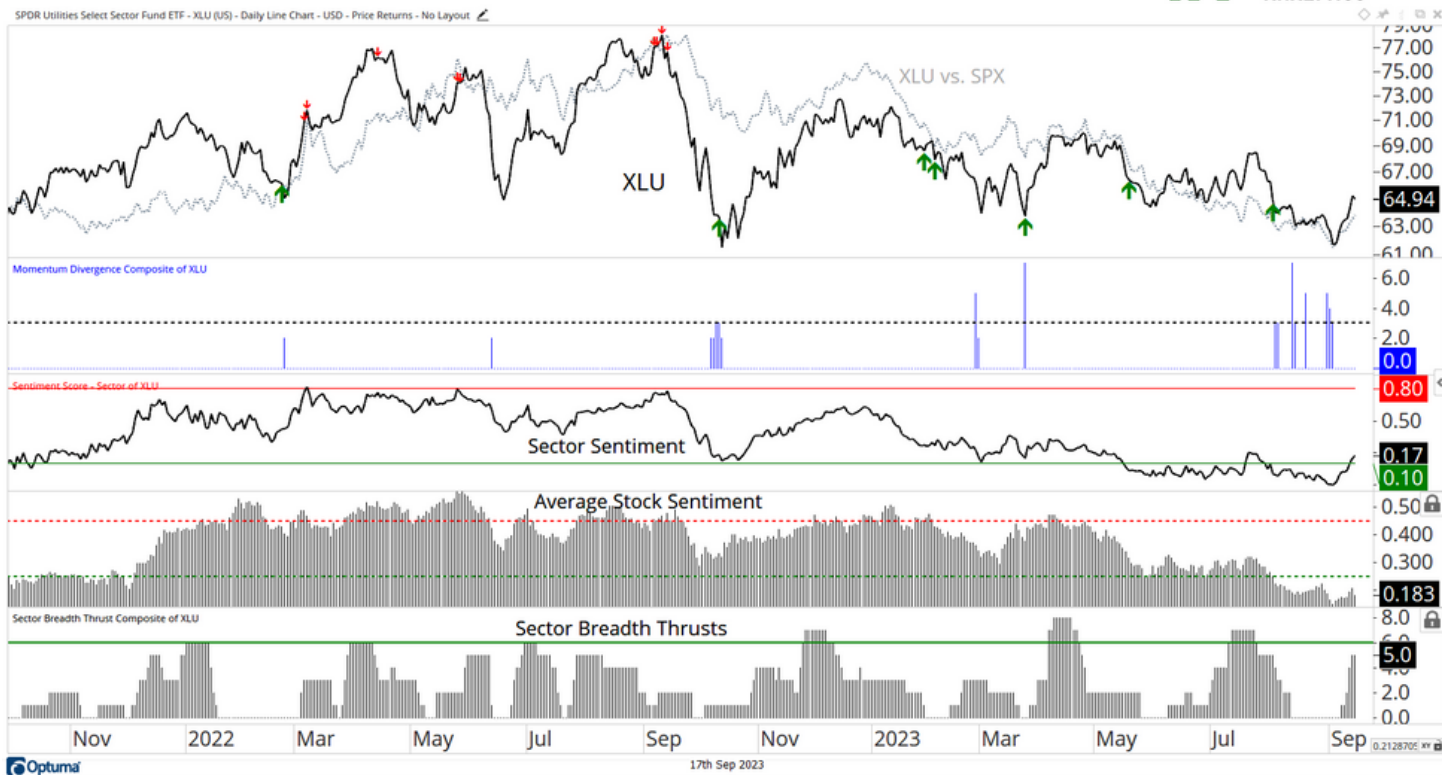 SPDR Utilities Select Sector Fund ETF - XLU (US) - Daily Line Chart - USD - Price Returns - No Layout
79.00
77.00
75.00
73.00
71.00
69.00
67.00
64.94
63.00
61.00
XLU vs. SPX
XLU
Momentum Divergence Composite of XLU
6.0
4.0
2.0
0.0
Sentiment Score - Sector of XLU
0.80
0.50
0.17
0.10
Sector Sentiment
Average Stock Sentiment
0.50
0.400
0.300
0.183
Sector Breadth Thrust Composite of XLU
Sector Breadth Thrusts
8.0
6.0
5.0
4.0
2.0
0.0
Nov 2022 Mar May Jul Sep Nov 2023 Mar May Jul Sep
0.2128705 XY
Optuma
17th Sep 2023